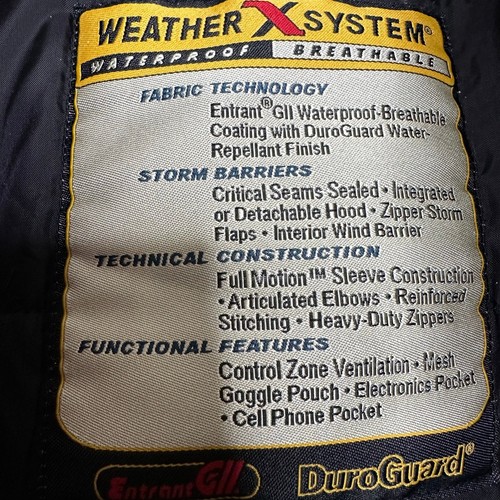 WEATHER X SYSTEM®
WATERPROOF BREATHABLE
FABRIC TECHNOLOGY
Entrant® GII Waterproof-Breathable
Coating with DuroGuard Water-
Repellant Finish
STORM BARRIERS
Critical Seams Sealed • Integrated
or Detachable Hood • Zipper Storm
Flaps • Interior Wind Barrier
TECHNICAL CONSTRUCTION
Full Motion™ Sleeve Construction
• Articulated Elbows • Reinforced
Stitching • Heavy-Duty Zippers
FUNCTIONAL FEATURES
Control Zone Ventilation • Mesh
Goggle Pouch • Electronics Pocket
• Cell Phone Pocket
Entrant GII DuroGuard®